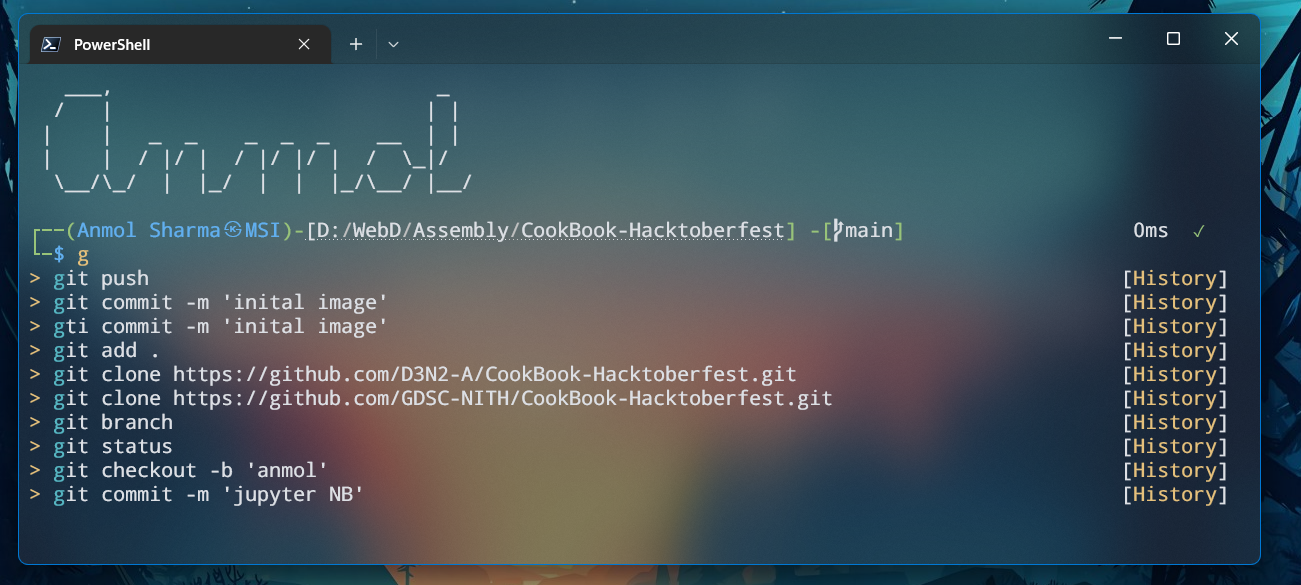 PowerShell
Anmol
┌──(Anmol Sharma㉿MSI)-[D:/WebD/Assembly/CookBook-Hacktoberfest] -[main] 0ms ✓
└─$ g
> git push [History]
> git commit -m 'inital image' [History]
> gti commit -m 'inital image' [History]
> git add . [History]
> git clone https://github.com/D3N2-A/CookBook-Hacktoberfest.git [History]
> git clone https://github.com/GDSC-NITH/CookBook-Hacktoberfest.git [History]
> git branch [History]
> git status [History]
> git checkout -b 'anmol' [History]
> git commit -m 'jupyter NB' [History]